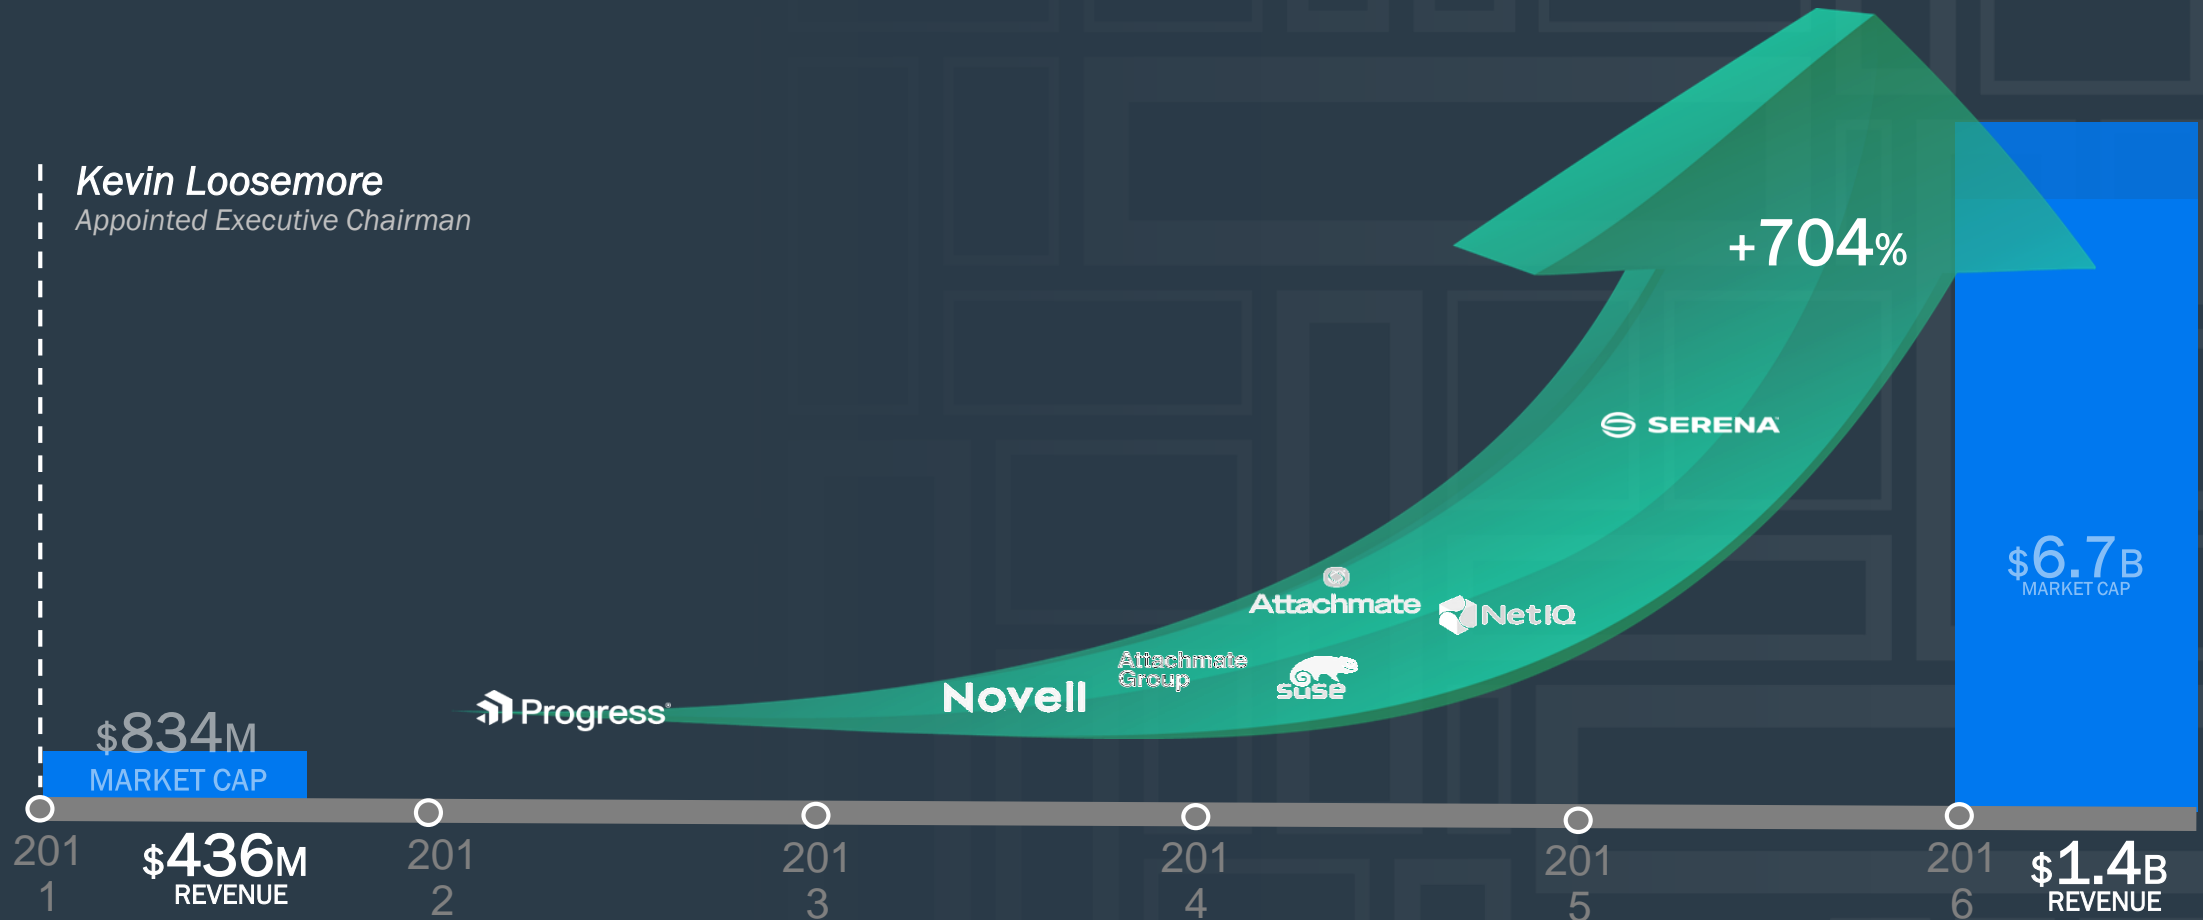 Kevin Loosemore
Appointed Executive Chairman
+704%
SERENA™
Attachmate
NetIQ
Attachmate
Group
SUSE
Novell
Progress®
$834M
MARKET CAP
$6.7B
MARKET CAP
201
1
$436M
REVENUE
201
2
201
3
201
4
201
5
201
6
$1.4B
REVENUE